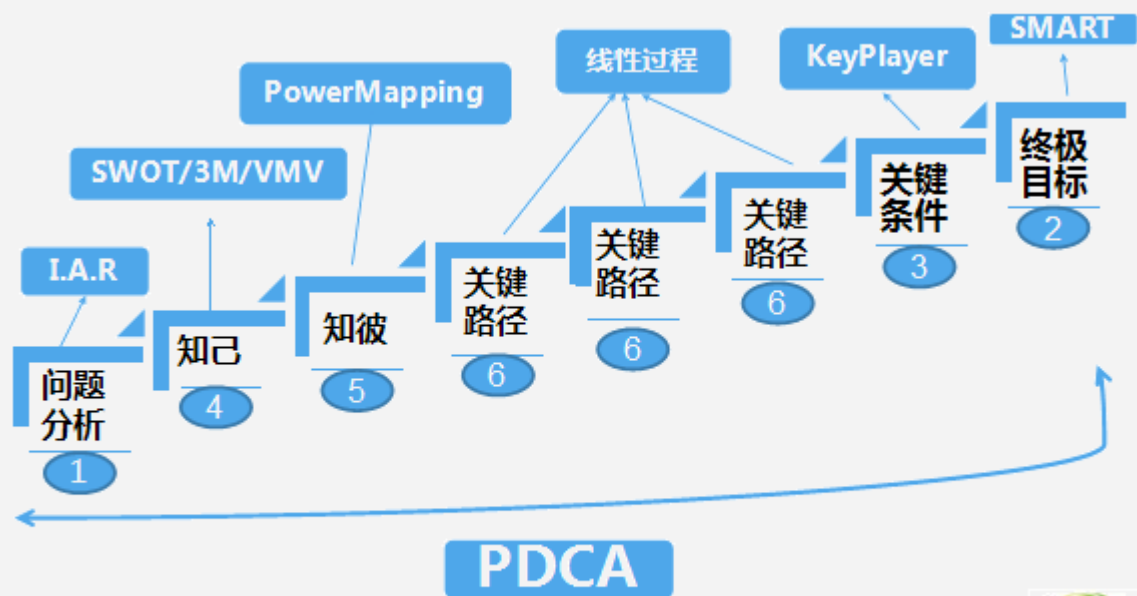 SMART
KeyPlayer
线性过程
PowerMapping
SWOT/3M/VMV
I.A.R
问题
分析
1
知己
4
知彼
5
关键
路径
6
关键
路径
6
关键
路径
6
关键
条件
3
终极
目标
2
PDCA